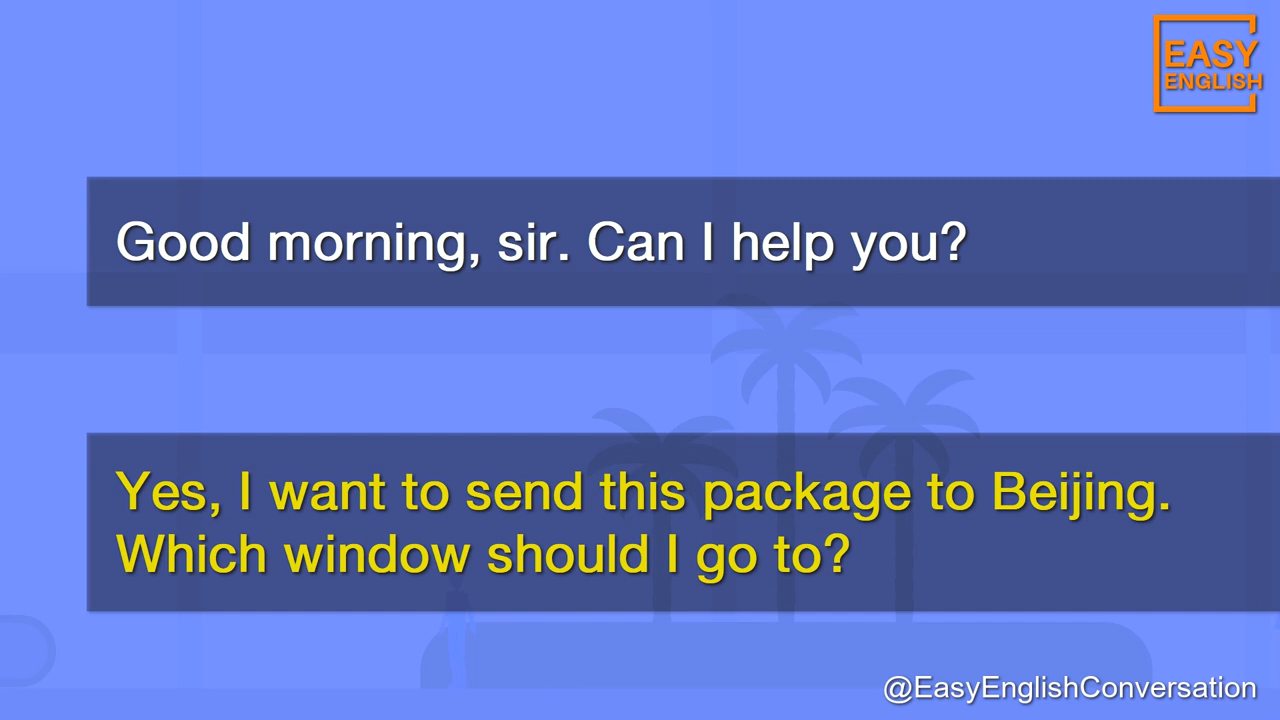 EASY
ENGLISH
Good morning, sir. Can I help you?
Yes, I want to send this package to Beijing.
Which window should I go to?
@EasyEnglishConversation